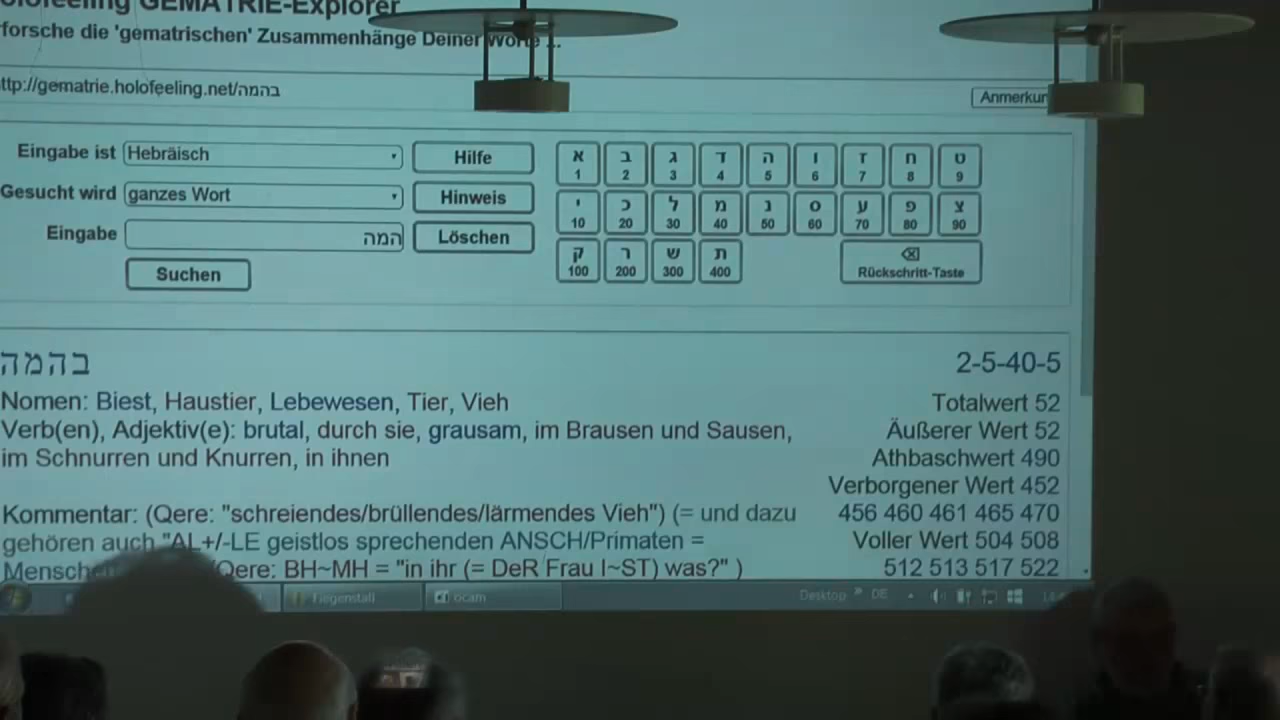 olofeeling GEMATRIE-Explorer
forsche die 'gematrischen' Zusammenhänge Deiner Worte ...
ttp://gematrie.holofeeling.net/בהמה
Anmerkun
Eingabe ist Hebräisch Hilfe
Gesucht wird ganzes Wort Hinweis
Eingabe המה Löschen
Suchen
א ב ג ד ה ו ז ח ט
1 2 3 4 5 6 7 8 9
י כ ל מ נ ס ע פ צ
10 20 30 40 50 60 70 80 90
ק ר ש ת ⌫
100 200 300 400 Rückschritt-Taste
בהמה 2-5-40-5
Nomen: Biest, Haustier, Lebewesen, Tier, Vieh
Verb(en), Adjektiv(e): brutal, durch sie, grausam, im Brausen und Sausen,
im Schnurren und Knurren, in ihnen
Totalwert 52
Äußerer Wert 52
Athbaschwert 490
Verborgener Wert 452
456 460 461 465 470
Voller Wert 504 508
512 513 517 522
Kommentar: (Qere: "schreiendes/brüllendes/lärmendes Vieh") (= und dazu
gehören auch "AL+/-LE geistlos sprechenden ANSCH/Primaten =
Mensche /Qere: BH~MH = "in ihr (= DeR Frau I~ST) was?" )
Fiegenstall ocam Desktop » DE